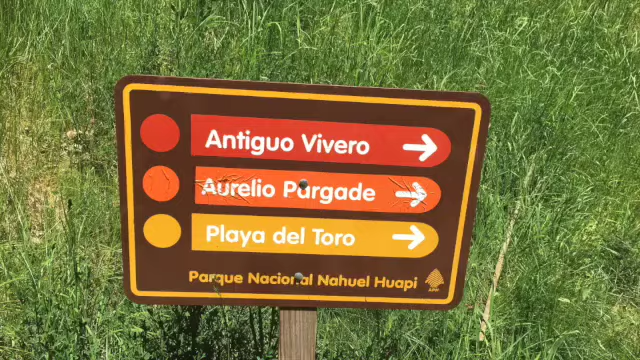 Antiguo Vivero
Aurelio Pargade
Playa del Toro
Parque Nacional Nahuel Huapi